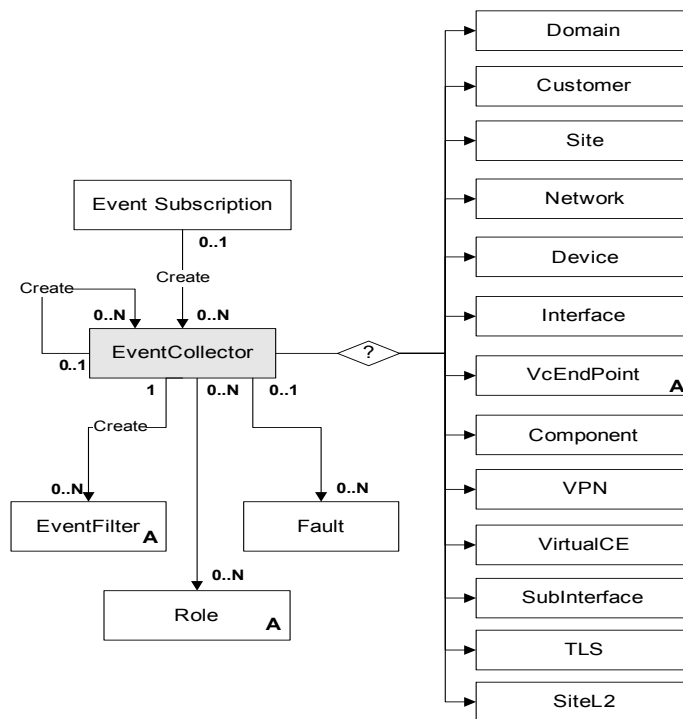 Domain
Customer
Site
Event Subscription
Network
0..1
Device
Create
Create
0..N
0..N
Interface
EventCollector
?
0..1
VcEndPoint
A
1
0..N
0..1
Create
Component
0..N
0..N
VPN
EventFilter
A
Fault
VirtualCE
0..N
SubInterface
Role
A
TLS
SiteL2